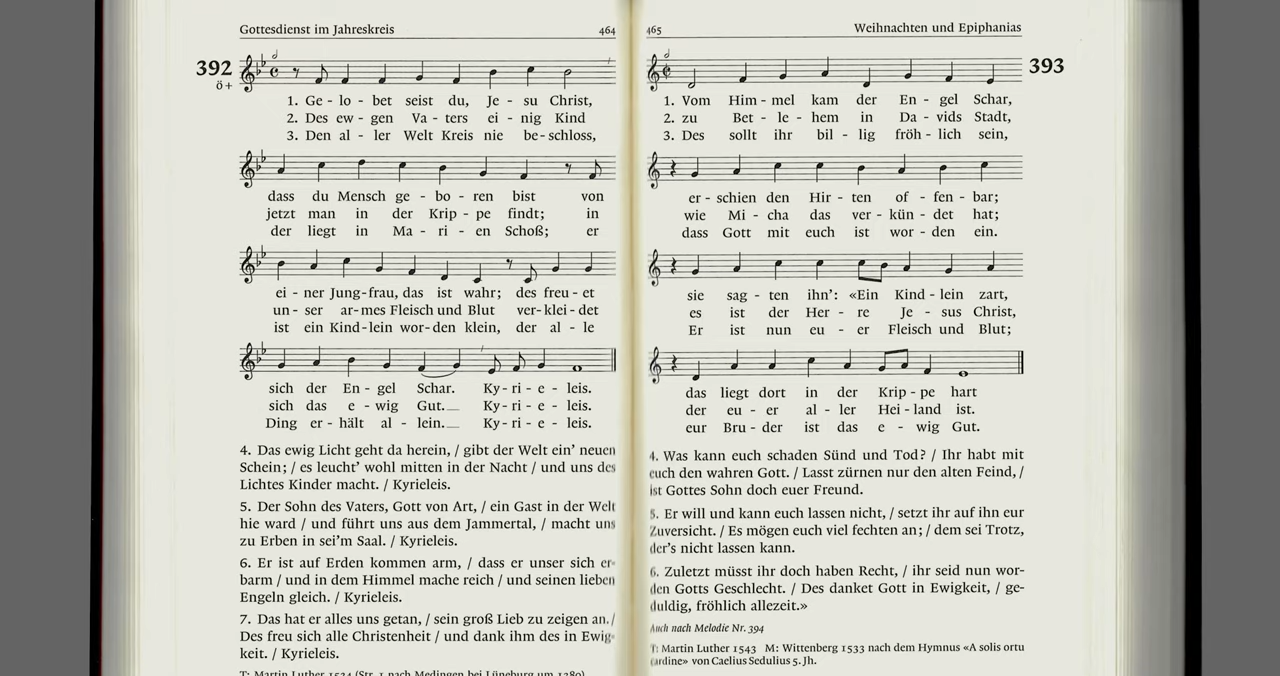 Gottesdienst im Jahreskreis 464
392
ö+
1. Ge - lo - bet seist du, Je - su Christ,
2. Des ew - gen Va - ters ei - nig Kind
3. Den al - ler Welt Kreis nie be - schloss,
dass du Mensch ge - bo - ren bist von
jetzt man in der Krip - pe findt; in
der liegt in Ma - ri - en Schoß; er
ei - ner Jung - frau, das ist wahr; des freu - et
un - ser ar - mes Fleisch und Blut ver - klei - det
ist ein Kind - lein wor - den klein, der al - le
sich der En - gel Schar. Ky - ri - e - leis.
sich das e - wig Gut.__ Ky - ri - e - leis.
Ding er - hält al - lein.__ Ky - ri - e - leis.
4. Das ewig Licht geht da herein, / gibt der Welt ein' neuen
Schein; / es leucht' wohl mitten in der Nacht / und uns des
Lichtes Kinder macht. / Kyrieleis.
5. Der Sohn des Vaters, Gott von Art, / ein Gast in der Welt
hie ward / und führt uns aus dem Jammertal, / macht uns
zu Erben in sei'm Saal. / Kyrieleis.
6. Er ist auf Erden kommen arm, / dass er unser sich er-
barm / und in dem Himmel mache reich / und seinen lieben
Engeln gleich. / Kyrieleis.
7. Das hat er alles uns getan, / sein groß Lieb zu zeigen an. /
Des freu sich alle Christenheit / und dank ihm des in Ewig-
keit. / Kyrieleis.
T: Martin Luther 1524 (Str. 1 nach Medingen bei Lüneburg um 1380)
465 Weihnachten und Epiphanias
393
1. Vom Him - mel kam der En - gel Schar,
2. zu Bet - le - hem in Da - vids Stadt,
3. Des sollt ihr bil - lig fröh - lich sein,
er - schien den Hir - ten of - fen - bar;
wie Mi - cha das ver - kün - det hat;
dass Gott mit euch ist wor - den ein.
sie sag - ten ihn': «Ein Kind - lein zart,
es ist der Her - re Je - sus Christ,
Er ist nun eu - er Fleisch und Blut;
das liegt dort in der Krip - pe hart
der eu - er al - ler Hei - land ist.
eur Bru - der ist das e - wig Gut.
4. Was kann euch schaden Sünd und Tod? / Ihr habt mit
euch den wahren Gott. / Lasst zürnen nur den alten Feind, /
ist Gottes Sohn doch euer Freund.
5. Er will und kann euch lassen nicht, / setzt ihr auf ihn eur
Zuversicht. / Es mögen euch viel fechten an; / dem sei Trotz,
der's nicht lassen kann.
6. Zuletzt müsst ihr doch haben Recht, / ihr seid nun wor-
den Gotts Geschlecht. / Des danket Gott in Ewigkeit, / ge-
duldig, fröhlich allezeit.»
Auch nach Melodie Nr. 394
T: Martin Luther 1543 M: Wittenberg 1533 nach dem Hymnus «A solis ortu
cardine» von Caelius Sedulius 5. Jh.